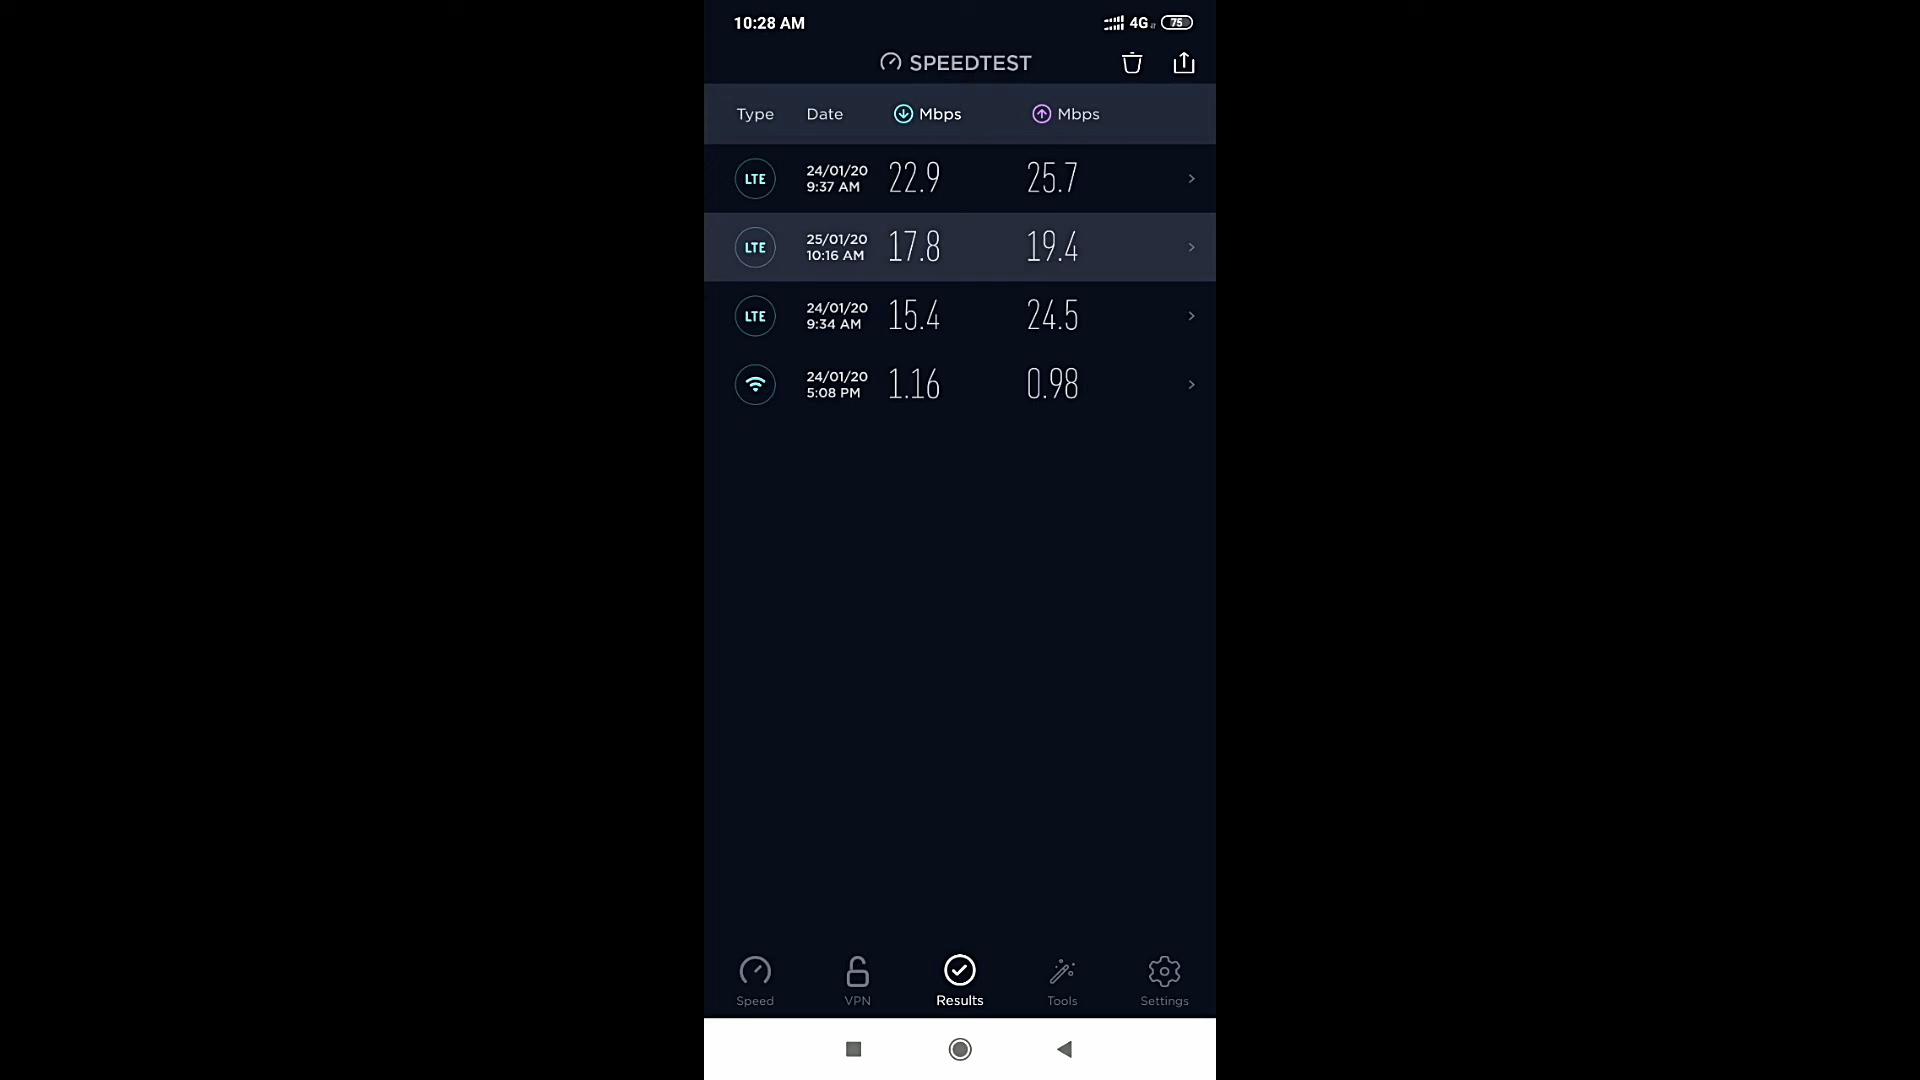 10:28 AM 4G 75
SPEEDTEST
Type Date Mbps Mbps
LTE 24/01/20 9:37 AM 22.9 25.7
LTE 25/01/20 10:16 AM 17.8 19.4
LTE 24/01/20 9:34 AM 15.4 24.5
24/01/20 5:08 PM 1.16 0.98
Speed VPN Results Tools Settings